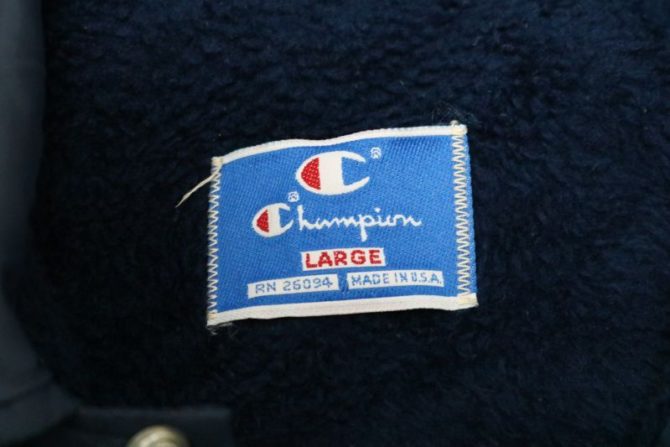 ®
®
Champion
LARGE
RN 26094 MADE IN U.S.A.